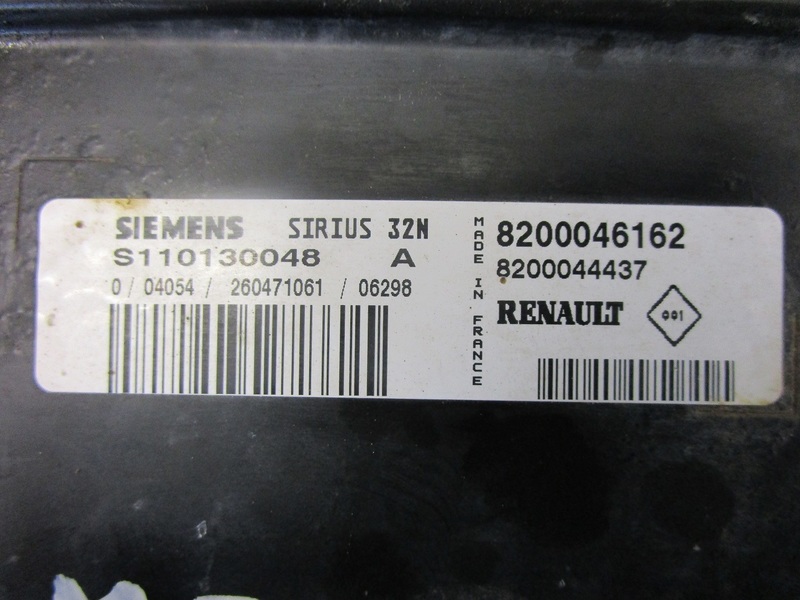 SIEMENS SIRIUS 32N
S110130048 A
0 / 04054 / 260471061 / 06298
MADE IN FRANCE
8200046162
8200044437
RENAULT 001